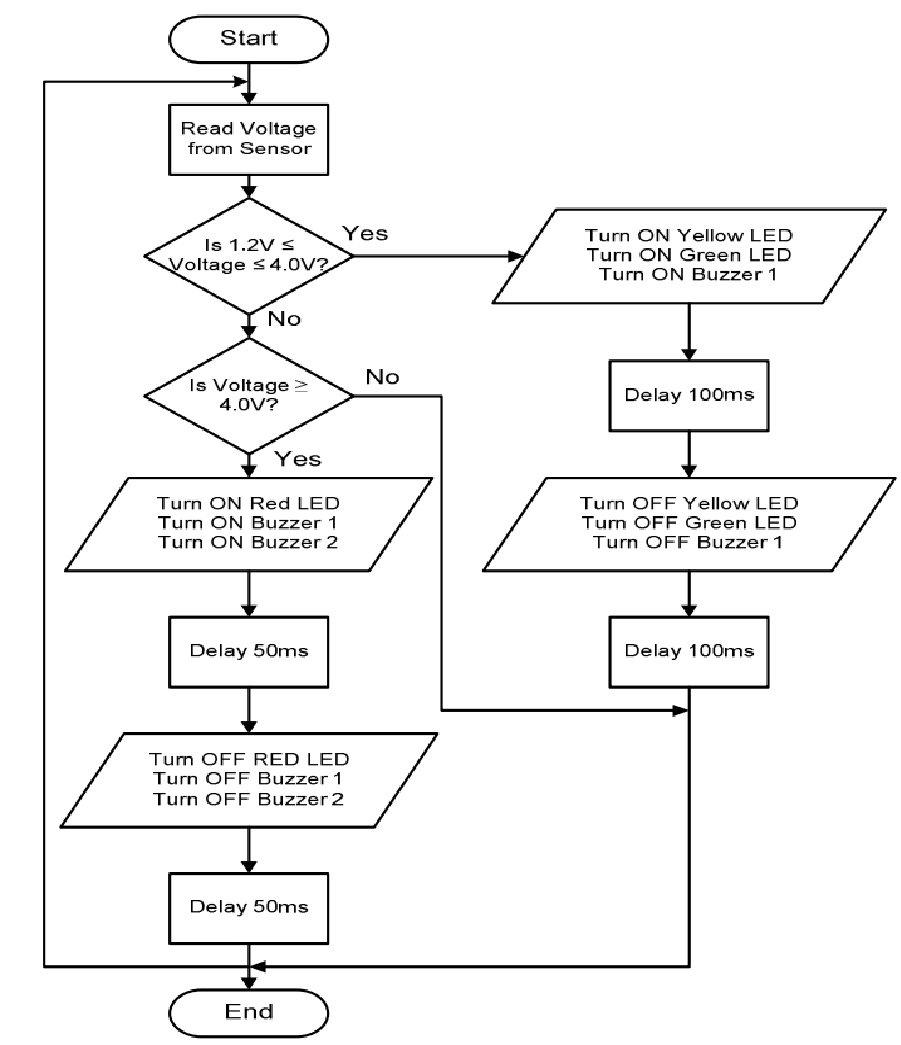 Start
Read Voltage
from Sensor
Is 1.2V ≤
Voltage ≤ 4.0V?
Yes
No
Turn ON Yellow LED
Turn ON Green LED
Turn ON Buzzer 1
Delay 100ms
Turn OFF Yellow LED
Turn OFF Green LED
Turn OFF Buzzer 1
Delay 100ms
Is Voltage ≥
4.0V?
No
Yes
Turn ON Red LED
Turn ON Buzzer 1
Turn ON Buzzer 2
Delay 50ms
Turn OFF RED LED
Turn OFF Buzzer 1
Turn OFF Buzzer 2
Delay 50ms
End